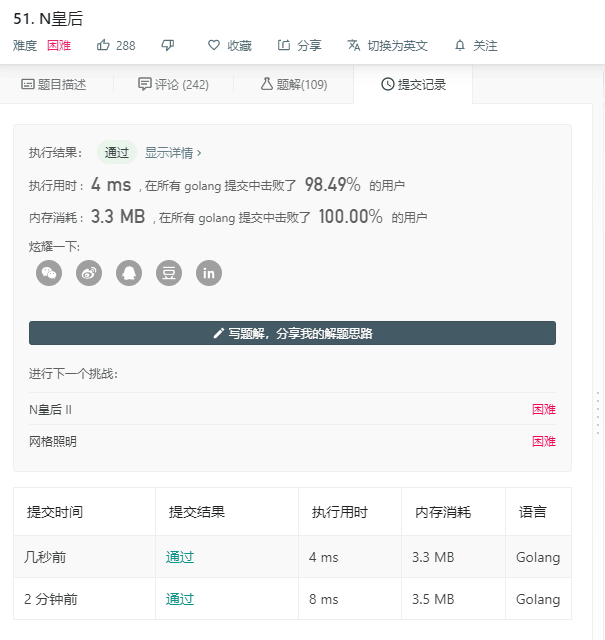 51. N皇后
难度 困难 288 收藏 分享 切换为英文 关注
题目描述 评论 (242) 题解(109) 提交记录
执行结果： 通过 显示详情 ›
执行用时 : 4 ms , 在所有 golang 提交中击败了 98.49% 的用户
内存消耗 : 3.3 MB , 在所有 golang 提交中击败了 100.00% 的用户
炫耀一下:
豆 in
写题解，分享我的解题思路
进行下一个挑战：
N皇后 II 困难
网格照明 困难
提交时间 提交结果 执行用时 内存消耗 语言
几秒前 通过 4 ms 3.3 MB Golang
2 分钟前 通过 8 ms 3.5 MB Golang